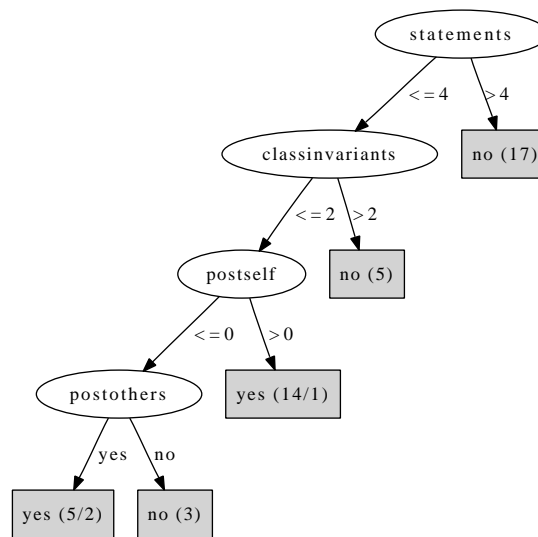 statements
<=4
>4
classinvariants
no (17)
<=2
>2
postself
no (5)
<=0
>0
postothers
yes (14/1)
yes
no
yes (5/2)
no (3)